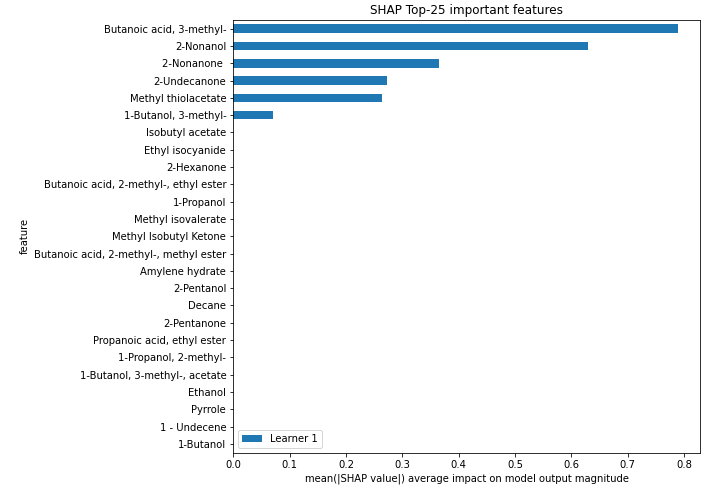 SHAP Top-25 important features
Butanoic acid, 3-methyl-
2-Nonanol
2-Nonanone
2-Undecanone
Methyl thiolacetate
1-Butanol, 3-methyl-
Isobutyl acetate
Ethyl isocyanide
2-Hexanone
Butanoic acid, 2-methyl-, ethyl ester
1-Propanol
Methyl isovalerate
Methyl Isobutyl Ketone
Butanoic acid, 2-methyl-, methyl ester
Amylene hydrate
2-Pentanol
Decane
2-Pentanone
Propanoic acid, ethyl ester
1-Propanol, 2-methyl-
1-Butanol, 3-methyl-, acetate
Ethanol
Pyrrole
1 - Undecene
1-Butanol
feature
Learner 1
0.0 0.1 0.2 0.3 0.4 0.5 0.6 0.7 0.8
mean(|SHAP value|) average impact on model output magnitude